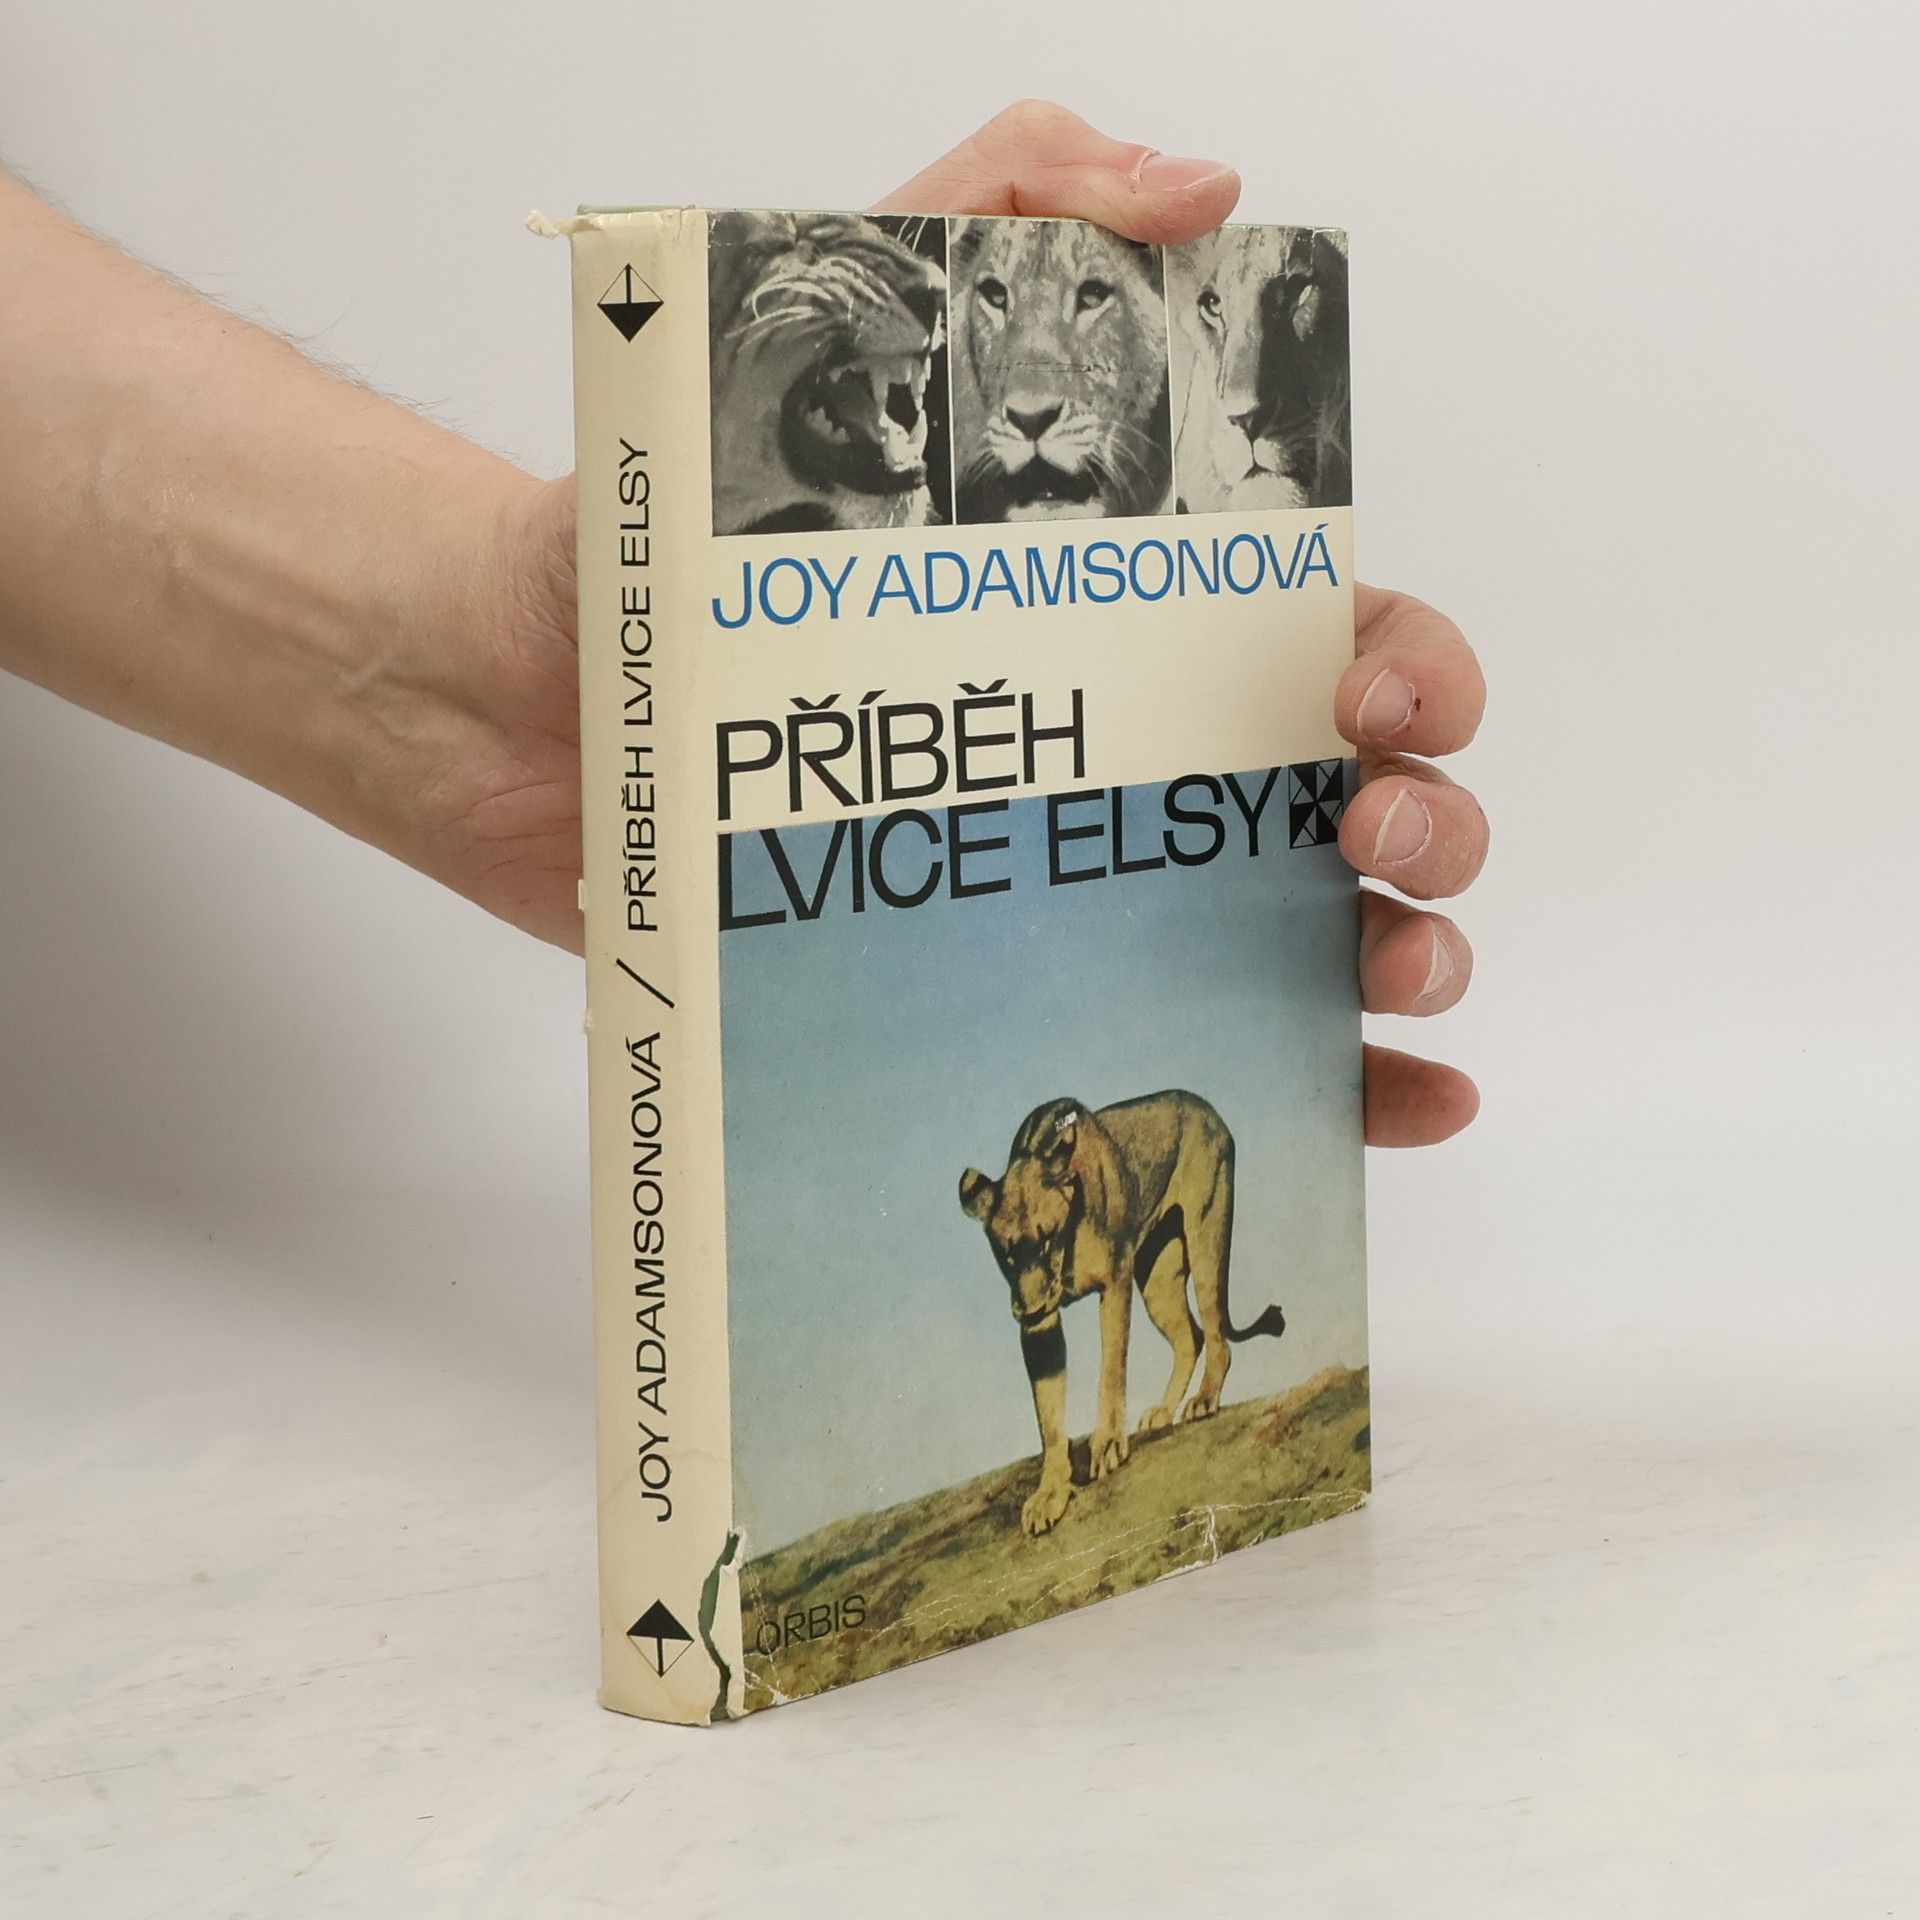 JOY ADAMSONOVÁ / PŘÍBĚH LVICE ELSY
JOY ADAMSONOVÁ
PŘÍBĚH
LVICE ELSY
ORBIS